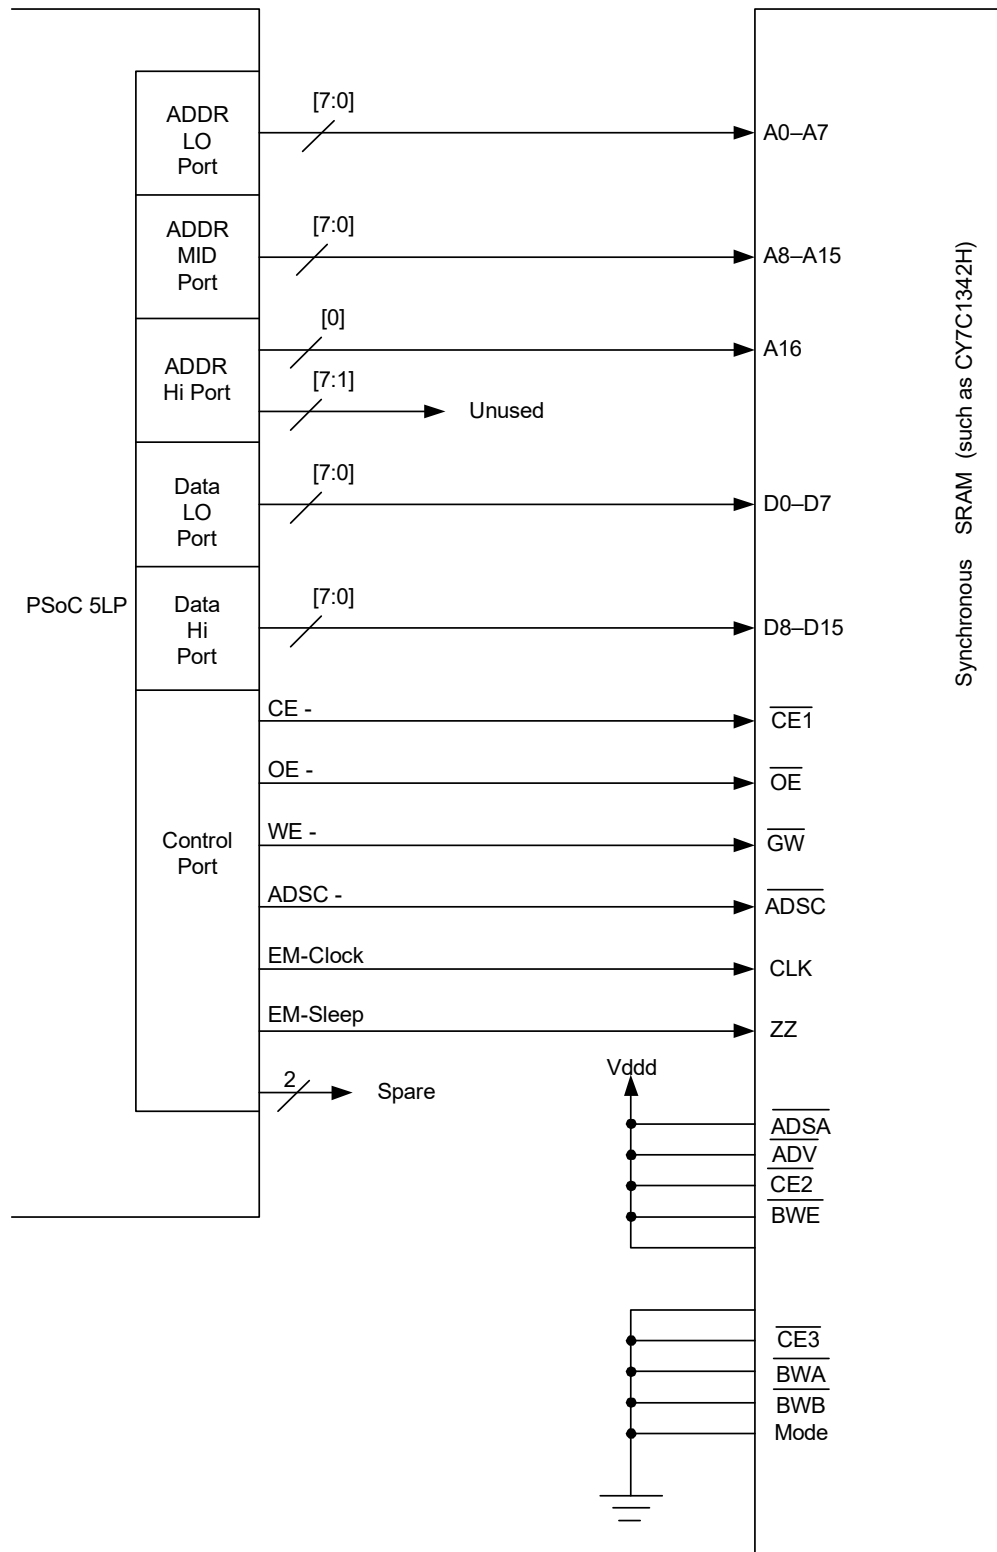 ADDR
LO
Port
[7:0]
A0–A7
ADDR
MID
Port
[7:0]
A8–A15
ADDR
Hi Port
[0]
A16
[7:1]
Unused
Data
LO
Port
[7:0]
D0–D7
PSoC 5LP
Data
Hi
Port
[7:0]
D8–D15
Synchronous SRAM (such as CY7C1342H)
Control
Port
CE -
CE1
OE -
OE
WE -
GW
ADSC -
ADSC
EM-Clock
CLK
EM-Sleep
ZZ
2
Spare
Vddd
ADSA
ADV
CE2
BWE
CE3
BWA
BWB
Mode